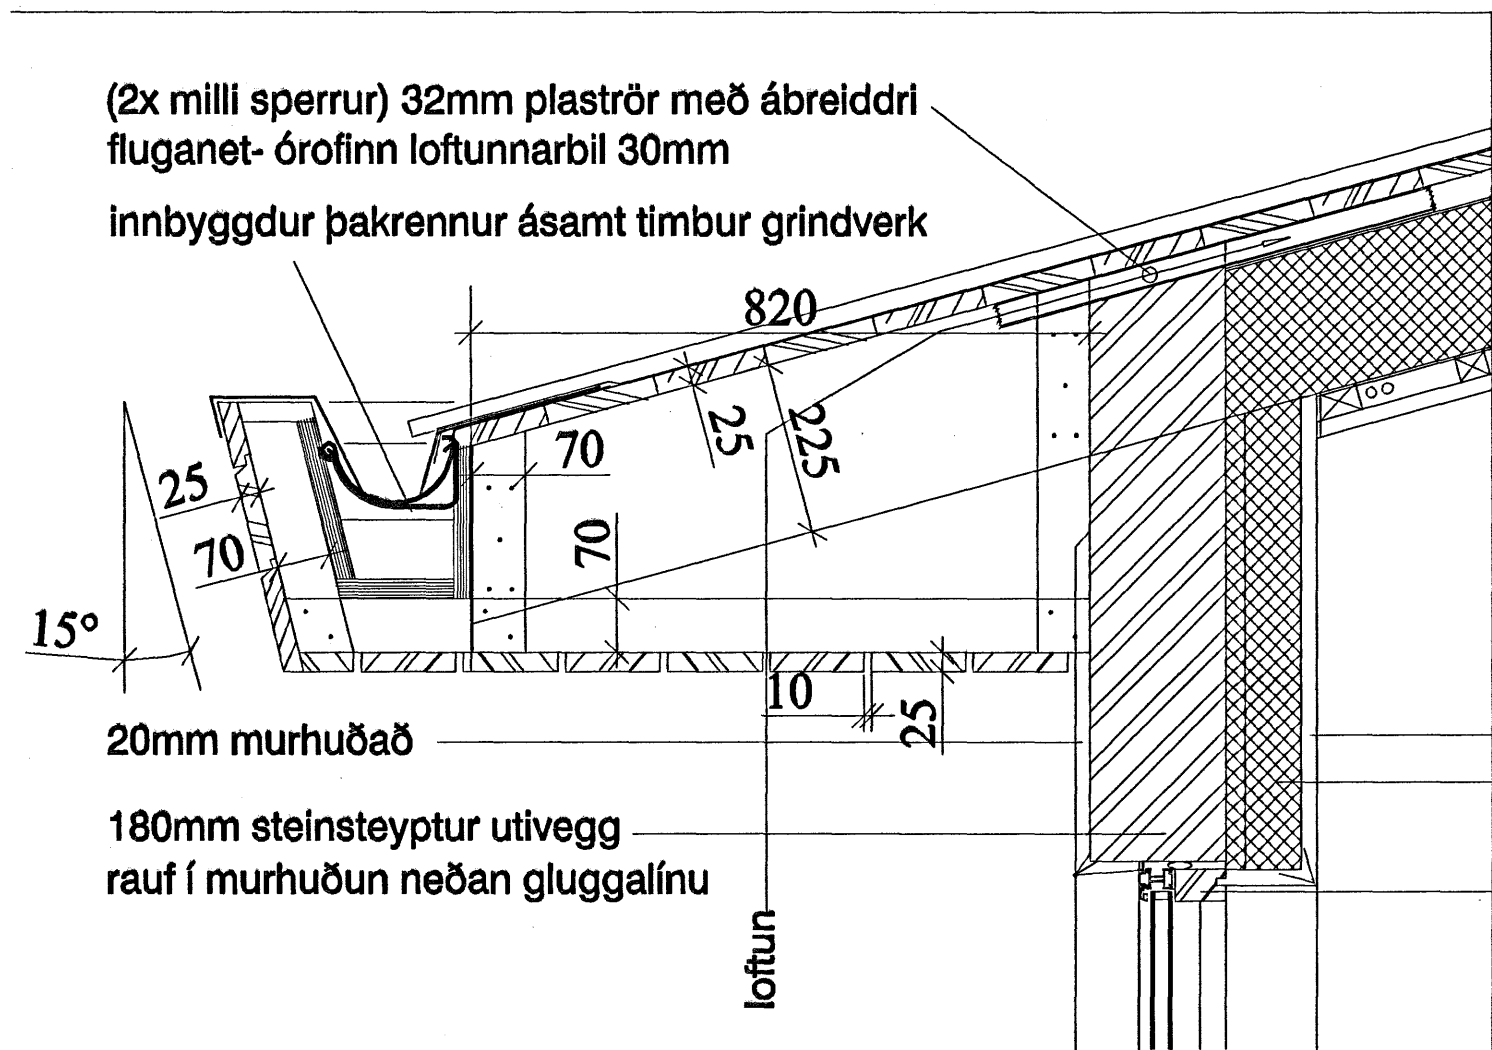 (2x milli sperrur) 32mm plaströr með ábreiddri
fluganet- órofinn loftunnarbil 30mm
innbyggdur þakrennur ásamt timbur grindverk
820
25
225
70
25
70
70
15°
10
25
20mm murhuðað
180mm steinsteyptur utivegg
rauf í murhuðun neðan gluggalínu
loftun